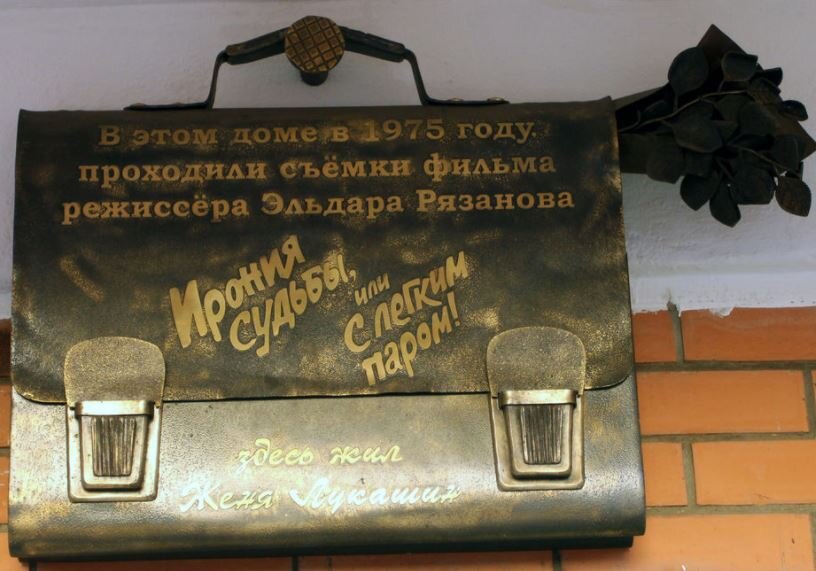 В этом доме в 1975 году,
проходили съёмки фильма
режиссёра Эльдара Рязанова
Ирония
судьбы,
или
С легким
паром!
здесь жил
Женя Лукашин